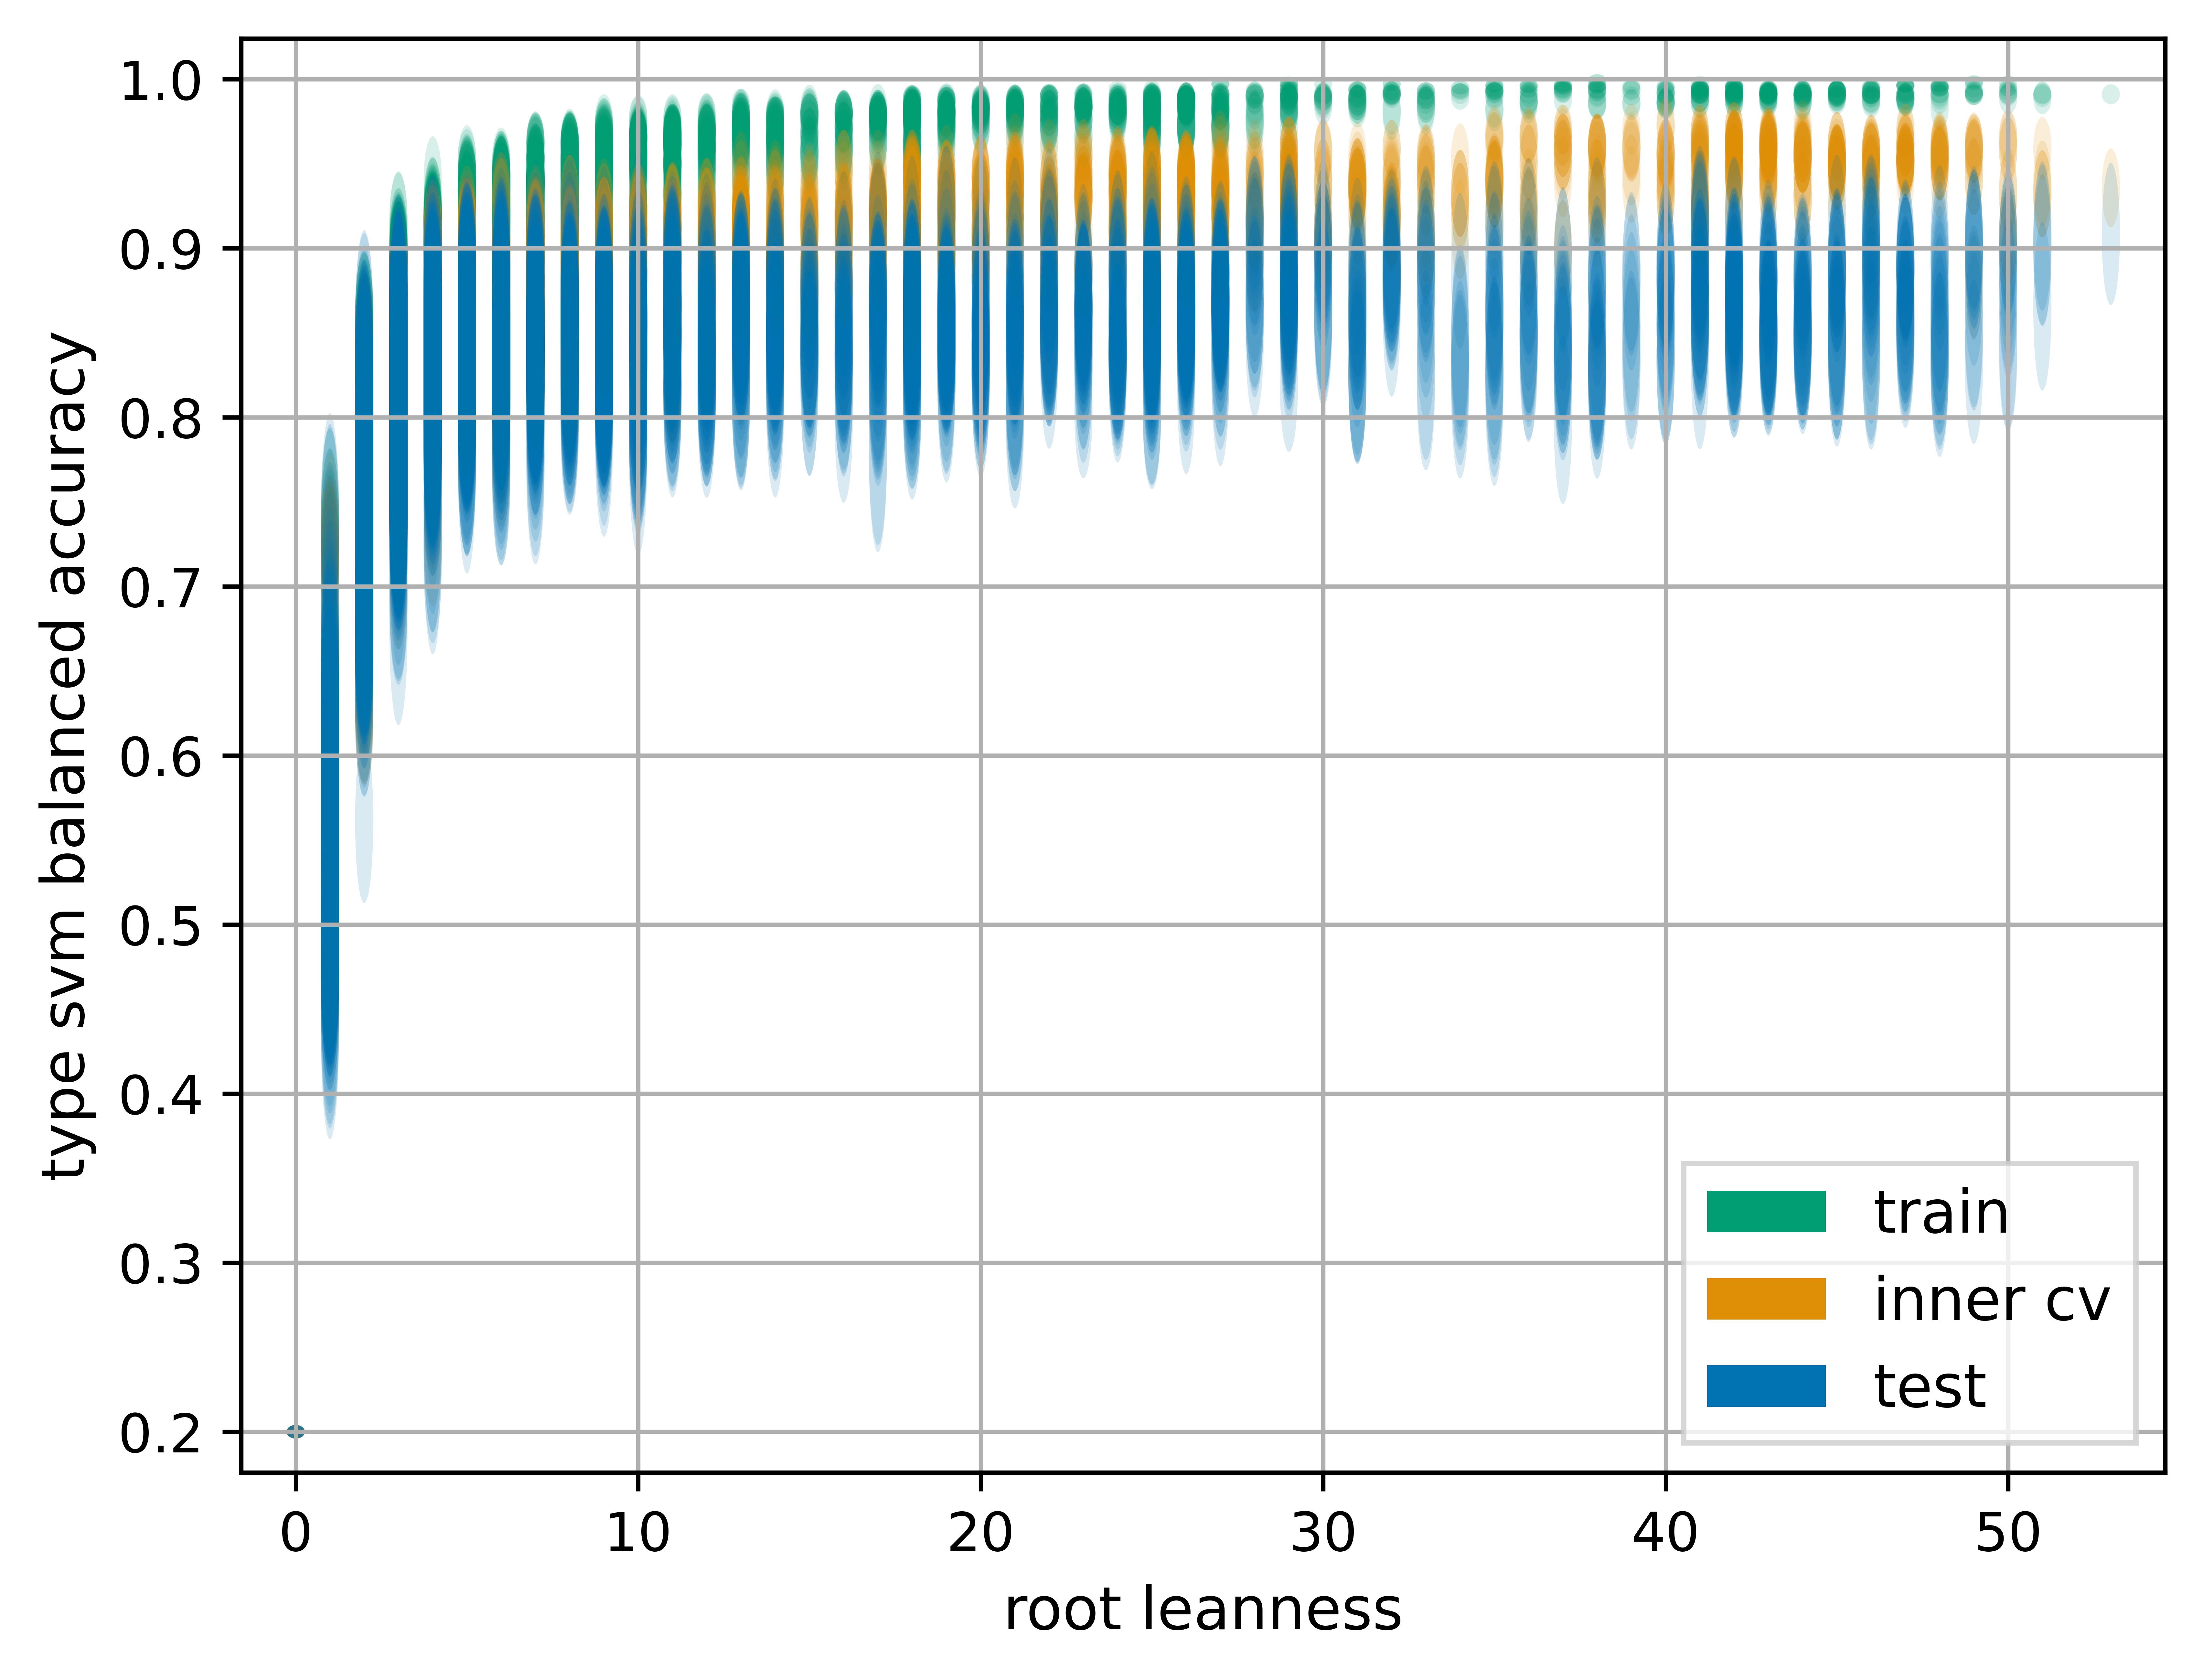 1.0
0.9
0.8
0.7
0.6
0.5
0.4
0.3
0.2
type svm balanced accuracy
train
inner cv
test
0 10 20 30 40 50
root leanness